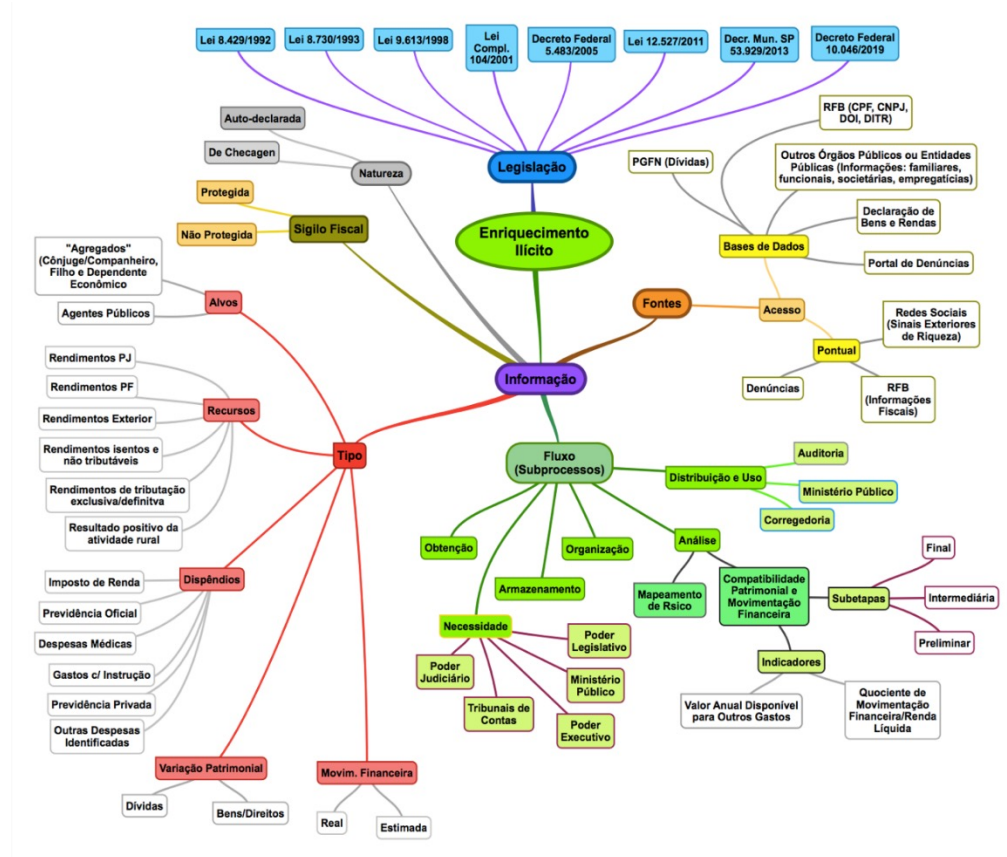 Lei 8.429/1992
Lei 8.730/1993
Lei 9.613/1998
Lei
Compl.
104/2001
Decreto Federal
5.483/2005
Lei 12.527/2011
Decr. Mun. SP
53.929/2013
Decreto Federal
10.046/2019
Legislação
Enriquecimento
Ilícito
Informação
Auto-declarada
De Checagen
Natureza
Protegida
Não Protegida
Sigilo Fiscal
"Agregados"
(Cônjuge/Companheiro,
Filho e Dependente
Econômico
Agentes Públicos
Alvos
Rendimentos PJ
Rendimentos PF
Rendimentos Exterior
Rendimentos isentos e
não tributáveis
Rendimentos de tributação
exclusiva/definitva
Resultado positivo da
atividade rural
Recursos
Tipo
Imposto de Renda
Previdência Oficial
Despesas Médicas
Gastos c/ Instrução
Previdência Privada
Outras Despesas
Identificadas
Dispêndios
Variação Patrimonial
Dívidas
Bens/Direitos
Movim. Financeira
Real
Estimada
Fontes
Acesso
Bases de Dados
PGFN (Dívidas)
RFB (CPF, CNPJ,
DOI, DITR)
Outros Órgãos Públicos ou Entidades
Públicas (Informações: familiares,
funcionais, societárias, empregatícias)
Declaração de
Bens e Rendas
Portal de Denúncias
Pontual
Redes Sociais
(Sinais Exteriores
de Riqueza)
Denúncias
RFB
(Informações
Fiscais)
Fluxo
(Subprocessos)
Distribuição e Uso
Auditoria
Ministério Público
Corregedoria
Obtenção
Organização
Armazenamento
Análise
Mapeamento
de Rsico
Compatibilidade
Patrimonial e
Movimentação
Financeira
Subetapas
Final
Intermediária
Preliminar
Indicadores
Valor Anual Disponível
para Outros Gastos
Quociente de
Movimentação
Financeira/Renda
Líquida
Necessidade
Poder
Judiciário
Tribunais de
Contas
Poder
Executivo
Ministério
Público
Poder
Legislativo